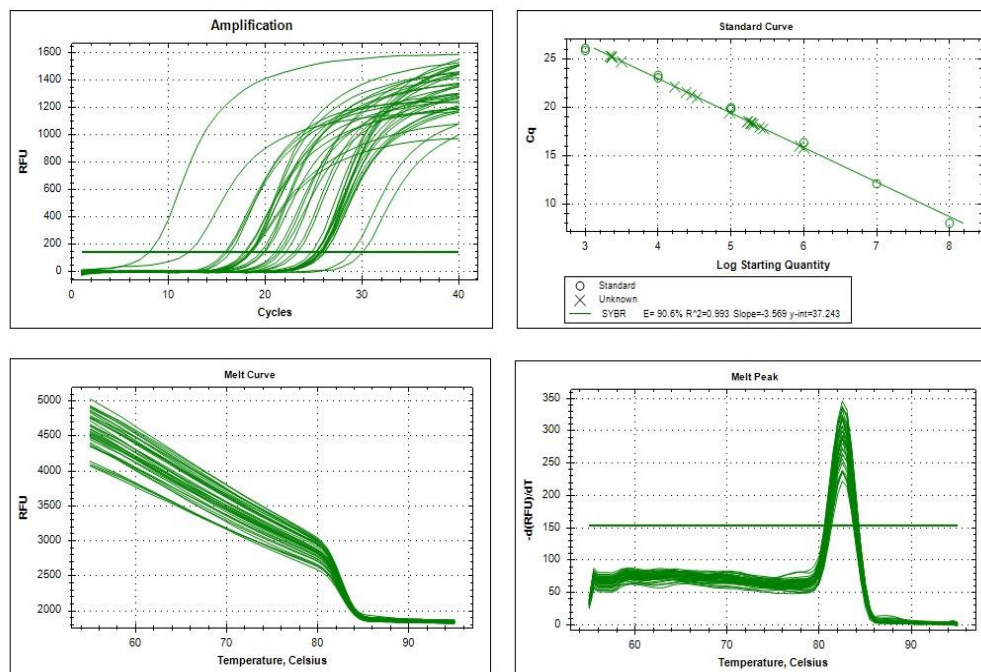 Amplification
1600
1400
1200
1000
800
600
400
200
0
RFU
0 10 20 30 40
Cycles
Standard Curve
25
20
15
10
Cq
3 4 5 6 7 8
Log Starting Quantity
Standard
Unknown
SYBR E= 90.6% R^2=0.993 Slope=-3.569 y-int=37.243
Melt Curve
5000
4500
4000
3500
3000
2500
2000
RFU
60 70 80 90
Temperature, Celsius
Melt Peak
350
300
250
200
150
100
50
0
-d(RFU)/dT
60 70 80 90
Temperature, Celsius